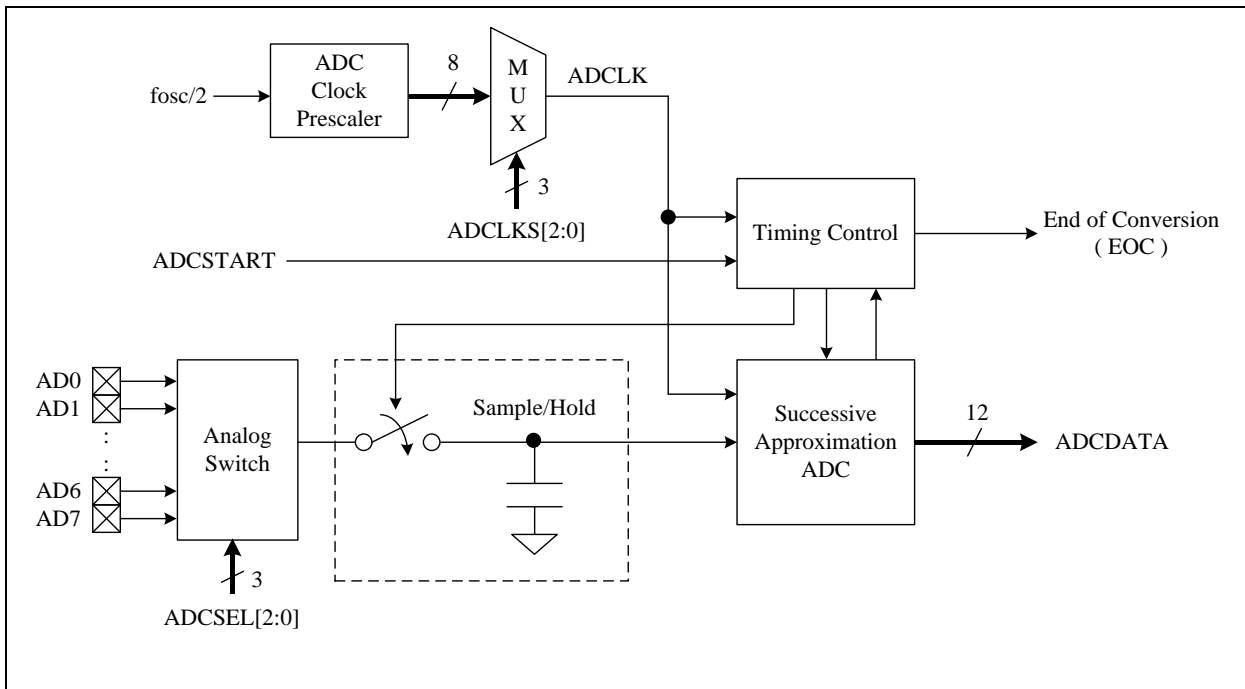 fosc/2
ADC
Clock
Prescaler
8
M
U
X
ADCLK
3
ADCLKS[2:0]
ADCSTART
Timing Control
End of Conversion
( EOC )
AD0
AD1
:
:
AD6
AD7
Analog
Switch
3
ADCSEL[2:0]
Sample/Hold
Successive
Approximation
ADC
12
ADCDATA